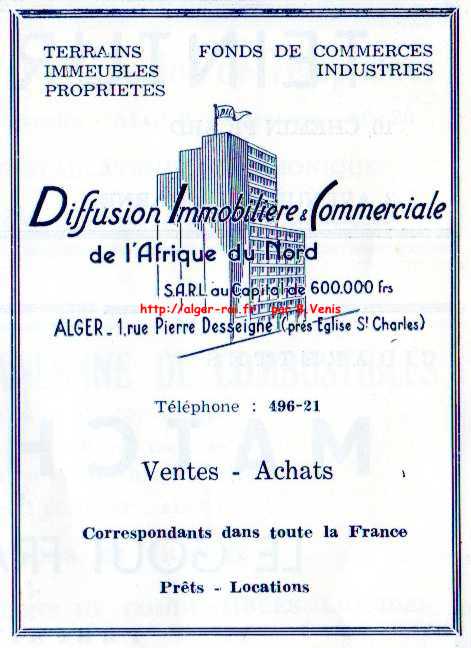 TERRAINS FONDS DE COMMERCES
IMMEUBLES INDUSTRIES
PROPRIETES
DIC
Diffusion Immobilière & Commerciale
de l'Afrique du Nord
S.A.R.L. au Capital de 600.000 frs
http://alger-roi.fr par B.Venis
ALGER - 1, rue Pierre Desseigne (près Eglise St Charles)
Téléphone : 496-21
Ventes - Achats
Correspondants dans toute la France
Prêts - Locations